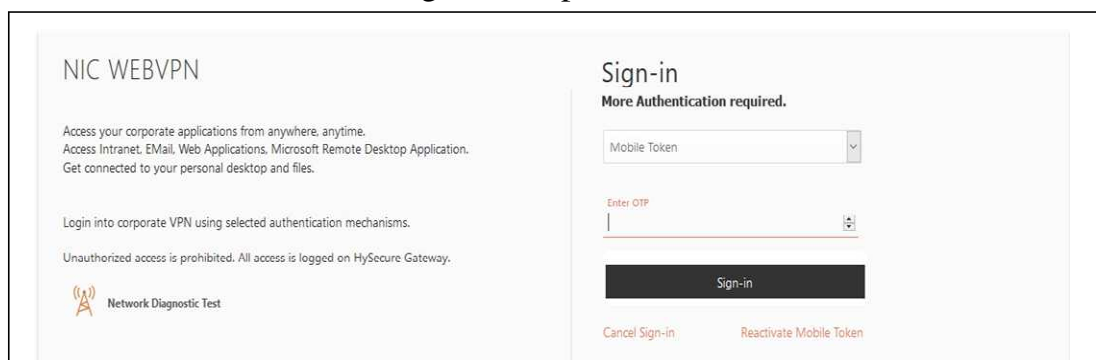 NIC WEBVPN
Access your corporate applications from anywhere, anytime.
Access Intranet, EMail, Web Applications, Microsoft Remote Desktop Application.
Get connected to your personal desktop and files.
Login into corporate VPN using selected authentication mechanisms.
Unauthorized access is prohibited. All access is logged on HySecure Gateway.
Network Diagnostic Test
Sign-in
More Authentication required.
Mobile Token
Enter OTP
Sign-in
Cancel Sign-in
Reactivate Mobile Token